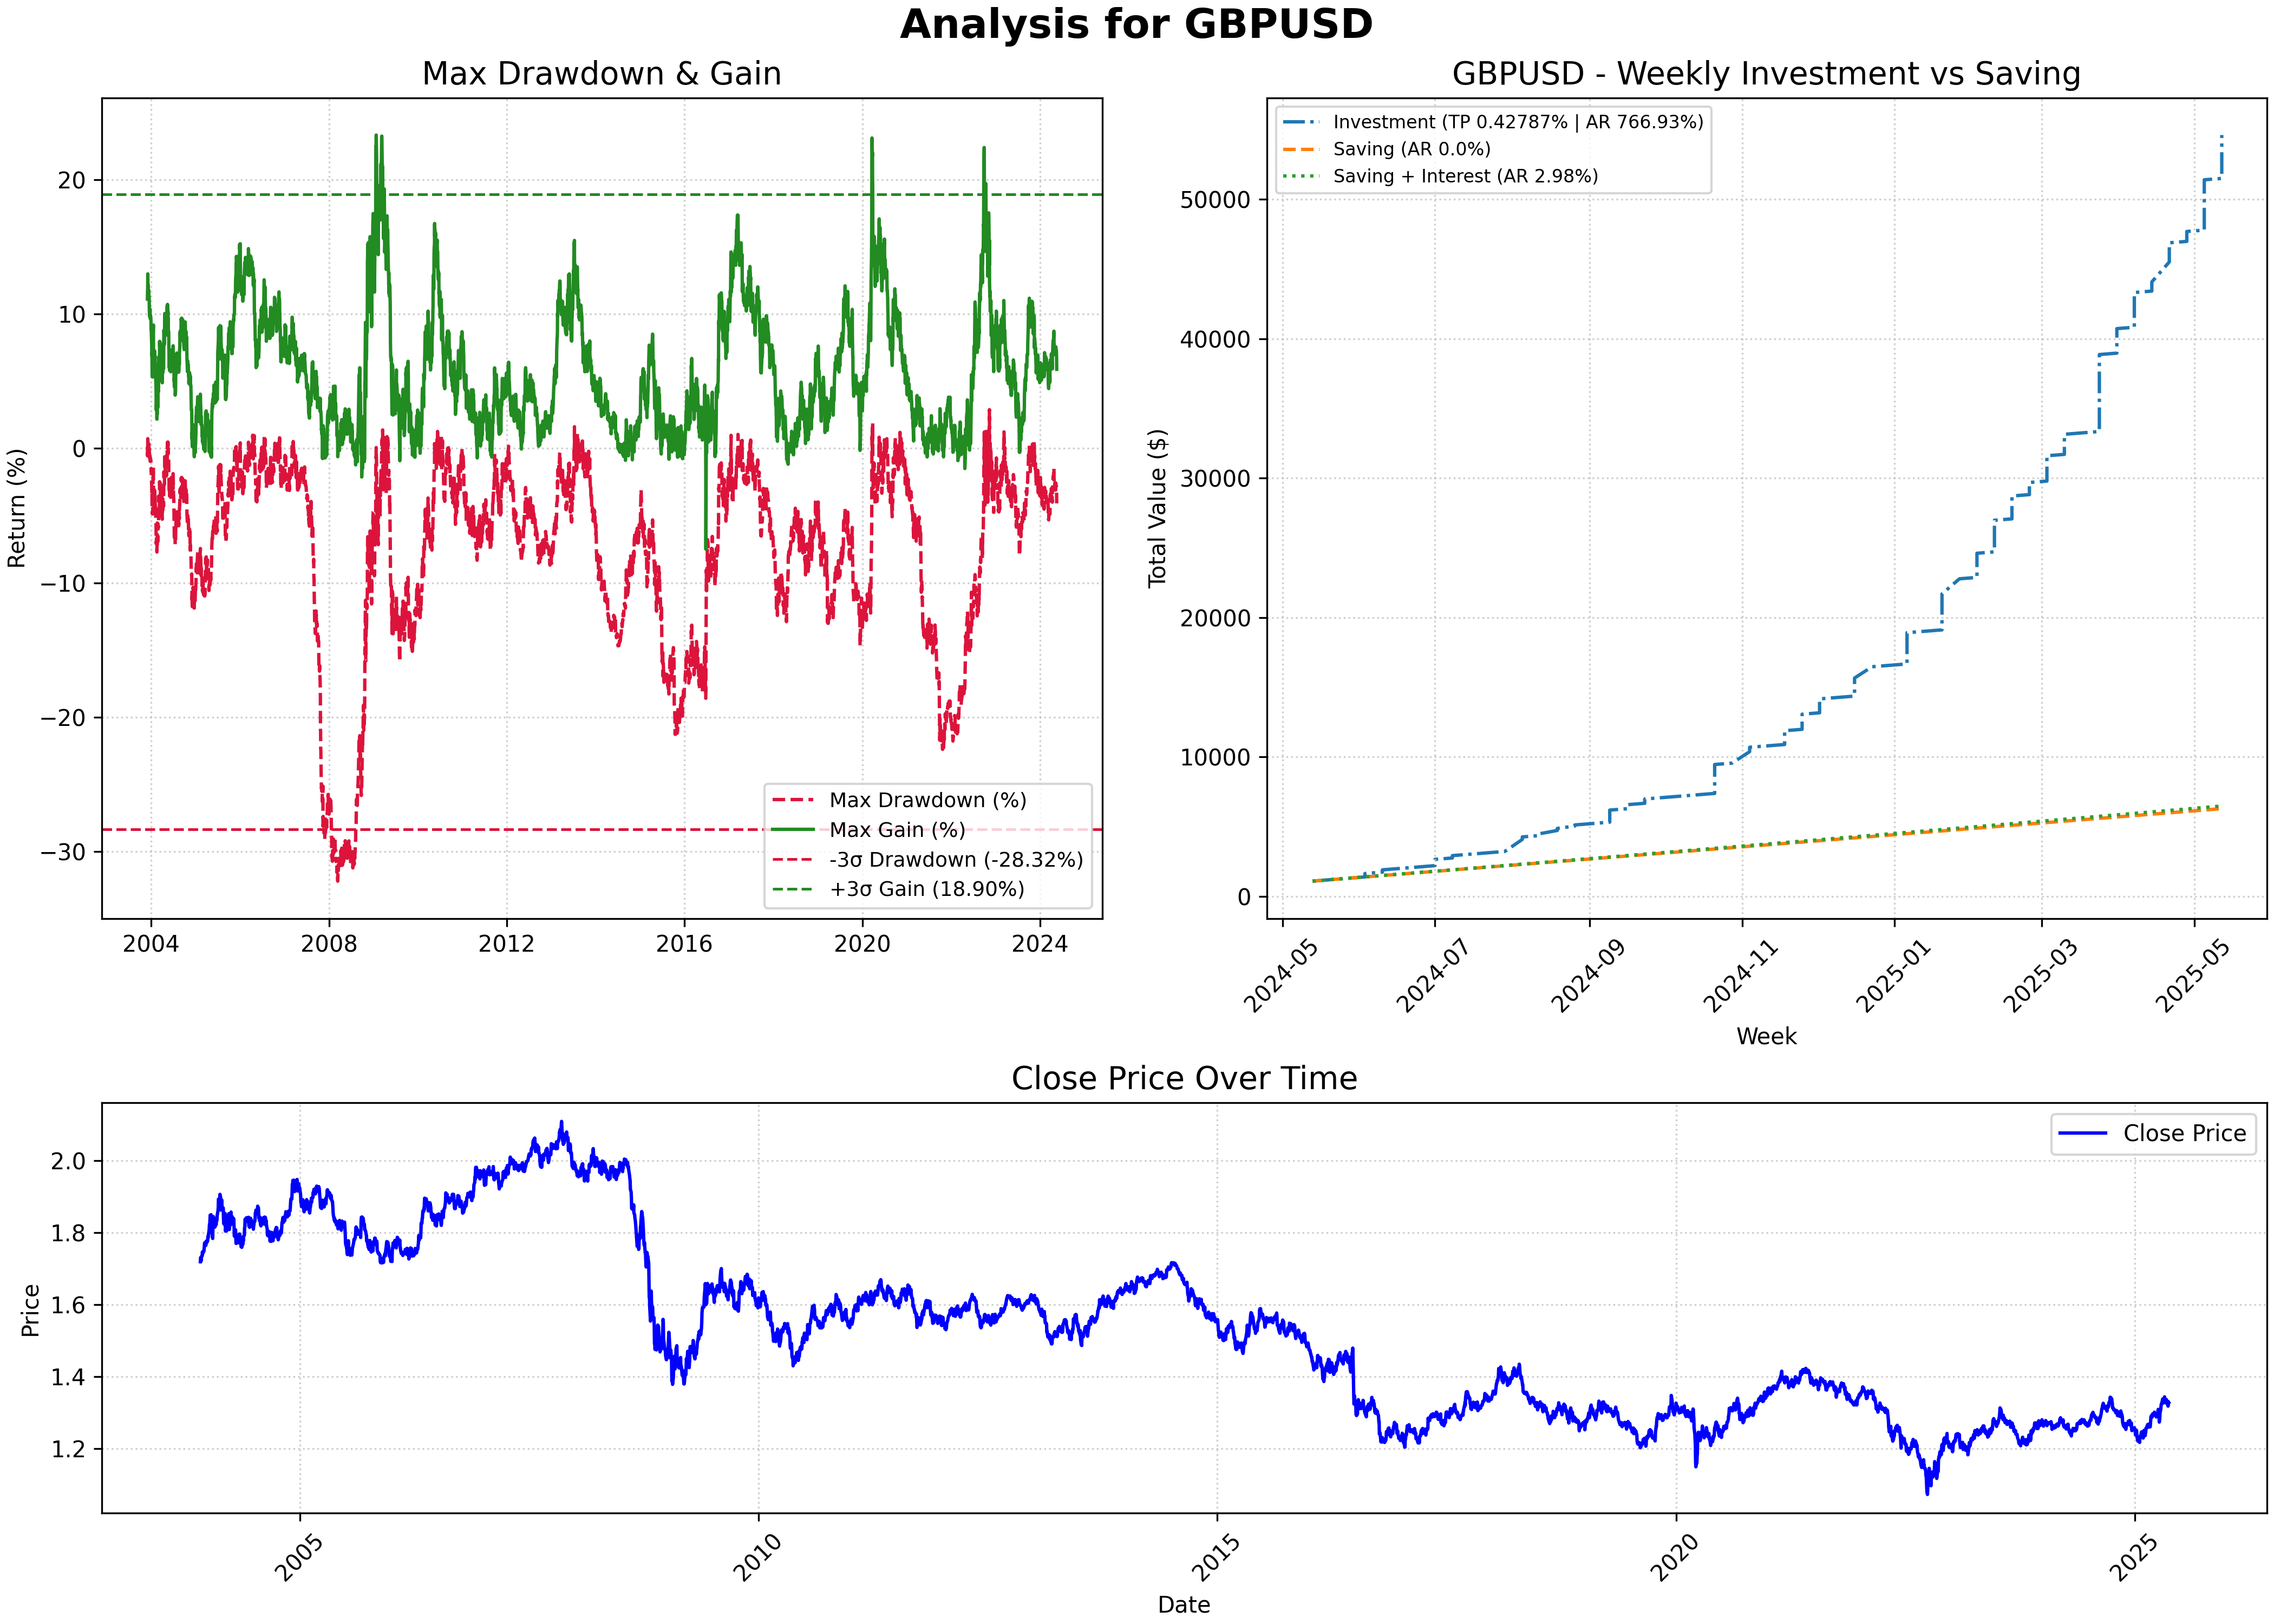 Analysis for GBPUSD
Max Drawdown & Gain
Return (%)
20
10
0
−10
−20
−30
2004
2008
2012
2016
2020
2024
Max Drawdown (%)
Max Gain (%)
-3σ Drawdown (-28.32%)
+3σ Gain (18.90%)
GBPUSD - Weekly Investment vs Saving
Investment (TP 0.42787% | AR 766.93%)
Saving (AR 0.0%)
Saving + Interest (AR 2.98%)
Total Value ($)
50000
40000
30000
20000
10000
0
2024-05
2024-07
2024-09
2024-11
2025-01
2025-03
2025-05
Week
Close Price Over Time
Close Price
Price
2.0
1.8
1.6
1.4
1.2
2005
2010
2015
2020
2025
Date